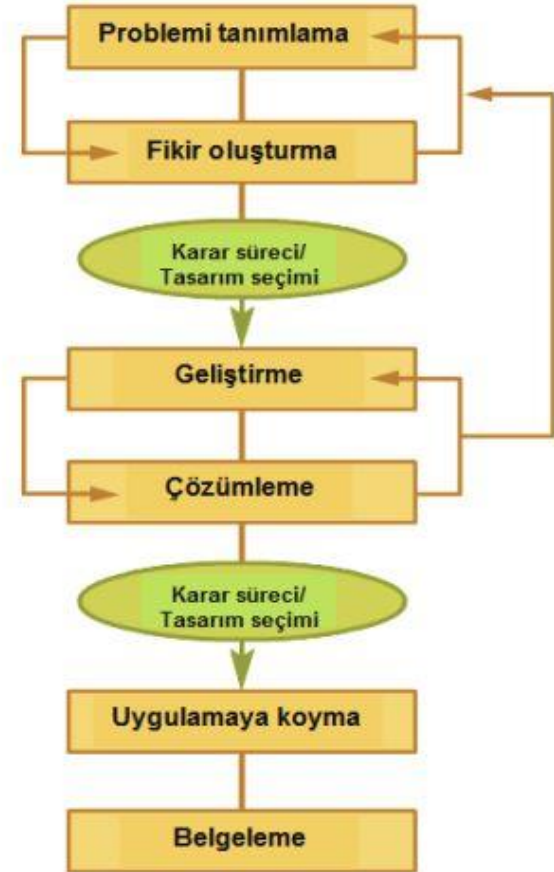 Problemi tanımlama
Fikir oluşturma
Karar süreci/
Tasarım seçimi
Geliştirme
Çözümleme
Karar süreci/
Tasarım seçimi
Uygulamaya koyma
Belgeleme